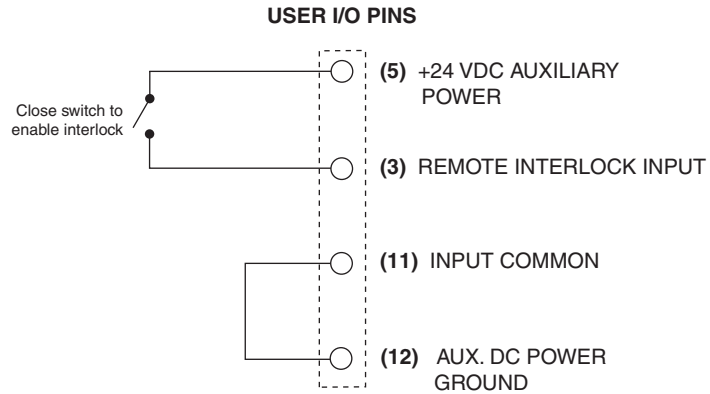 USER I/O PINS
(5) +24 VDC AUXILIARY
POWER
Close switch to
enable interlock
(3) REMOTE INTERLOCK INPUT
(11) INPUT COMMON
(12) AUX. DC POWER
GROUND